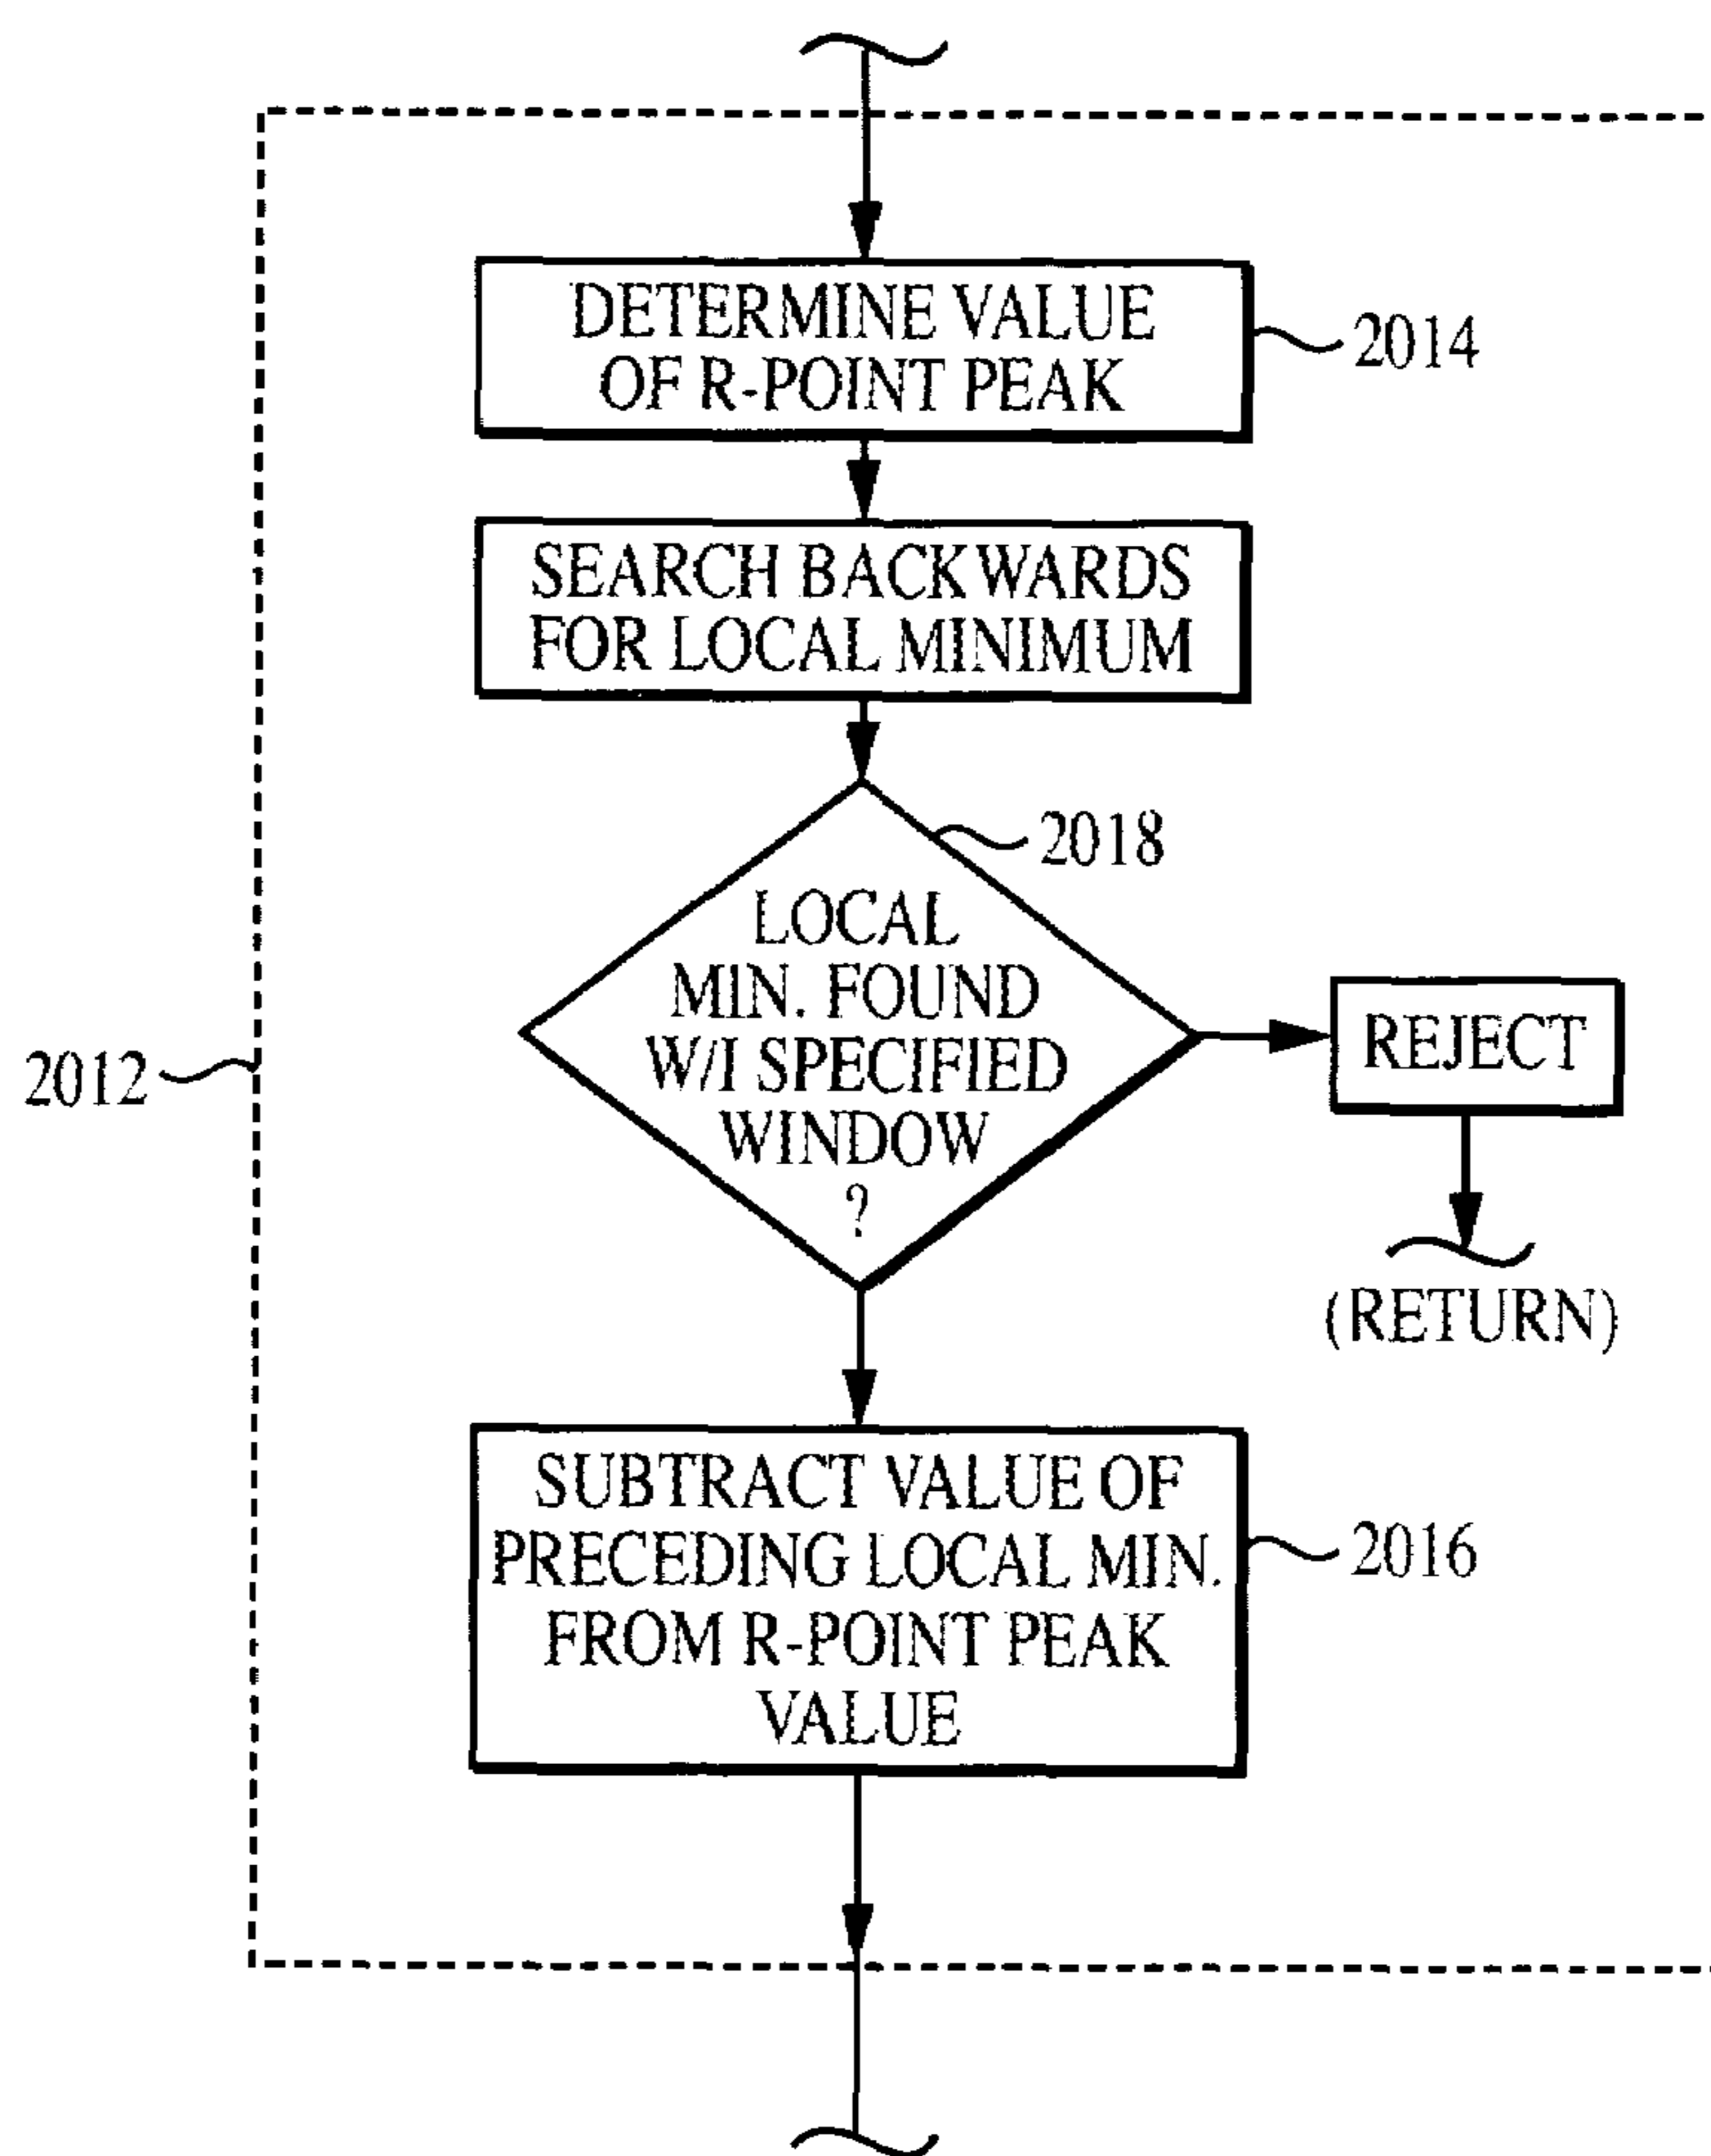 DETERMINE VALUE
OF R-POINT PEAK
2014
SEARCH BACKWARDS
FOR LOCAL MINIMUM
2018
LOCAL
MIN. FOUND
W/I SPECIFIED
WINDOW
?
REJECT
(RETURN)
2012
SUBTRACT VALUE OF
PRECEDING LOCAL MIN.
FROM R-POINT PEAK
VALUE
2016